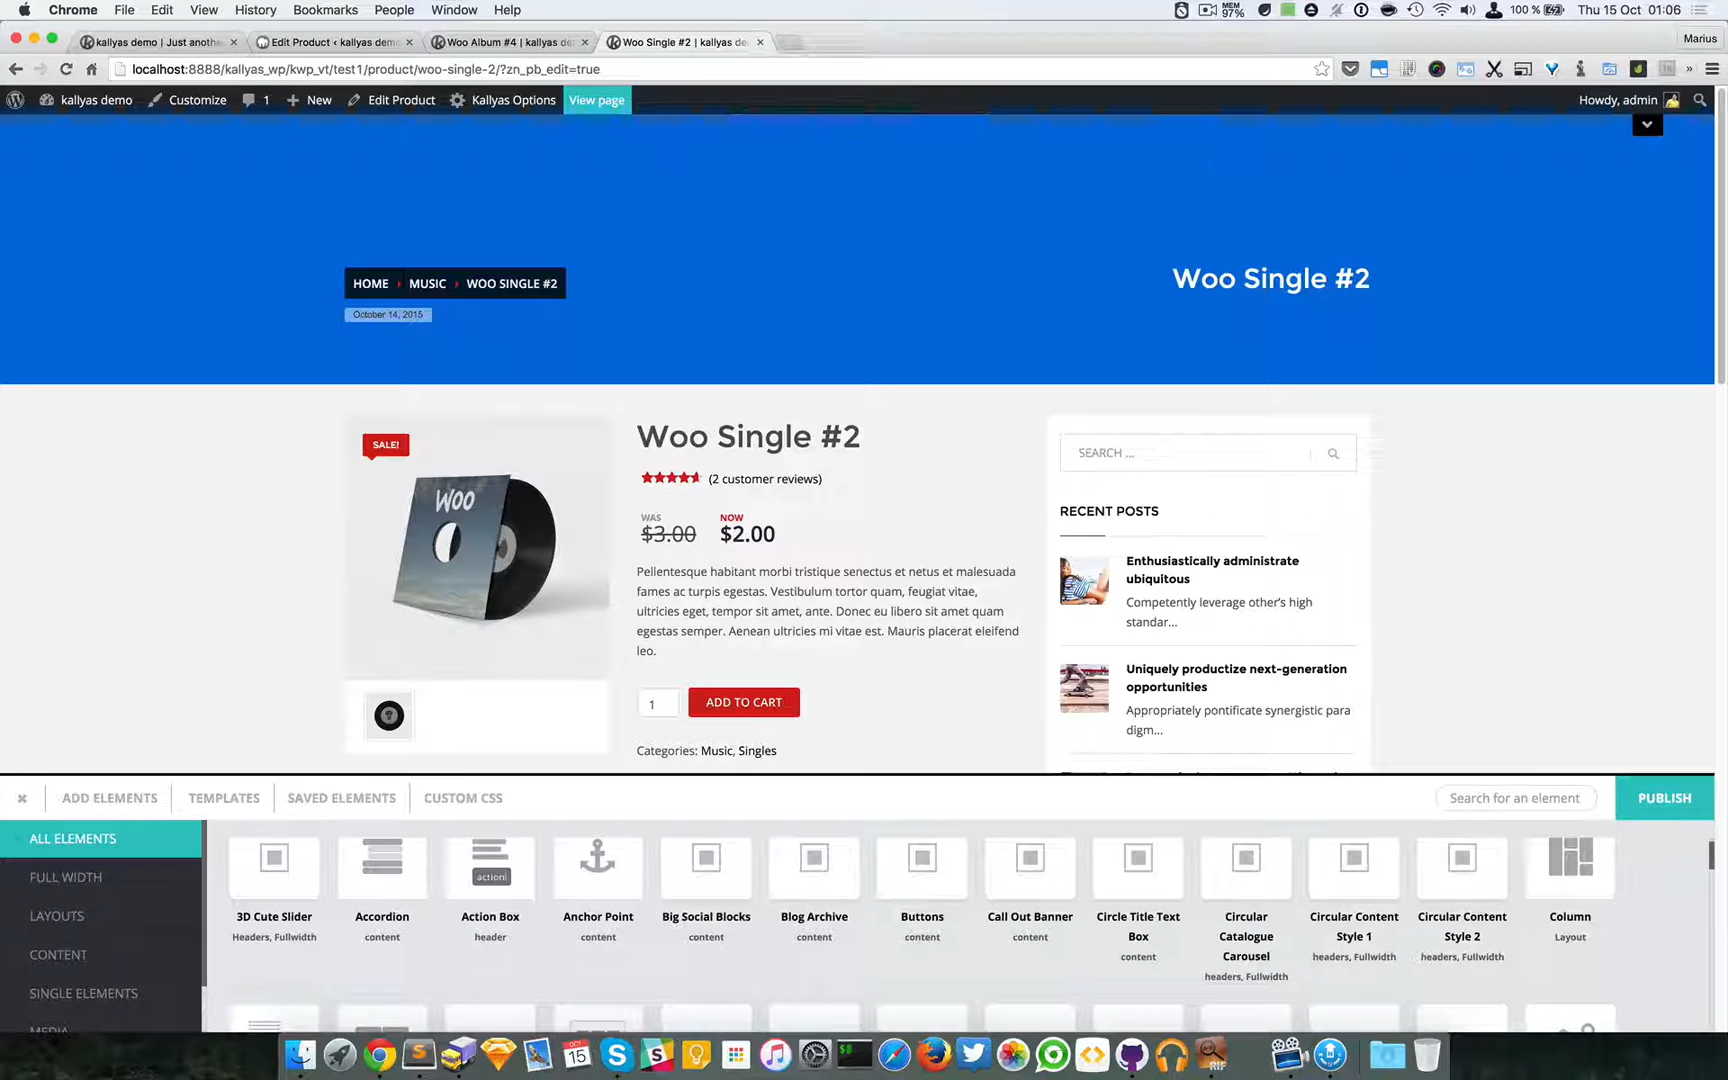 Chrome File Edit View History Bookmarks People Window Help MEM 97% 100 % Thu 15 Oct 01:06
kallyas demo | Just anoth Edit Product ‹ kallyas demo Woo Album #4 | kallyas de Woo Single #2 | kallyas de Marius
localhost:8888/kallyas_wp/kwp_vt/test1/product/woo-single-2/?zn_pb_edit=true
kallyas demo Customize 1 New Edit Product Kallyas Options View page Howdy, admin
HOME MUSIC WOO SINGLE #2
Woo Single #2
October 14, 2015
SALE!
WOO
Woo Single #2
(2 customer reviews)
WAS NOW
$3.00 $2.00
Pellentesque habitant morbi tristique senectus et netus et malesuada
fames ac turpis egestas. Vestibulum tortor quam, feugiat vitae,
ultricies eget, tempor sit amet, ante. Donec eu libero sit amet quam
egestas semper. Aenean ultricies mi vitae est. Mauris placerat eleifend
leo.
1 ADD TO CART
Categories: Music, Singles
SEARCH ...
RECENT POSTS
Enthusiastically administrate
ubiquitous
Competently leverage other's high
standar...
Uniquely productize next-generation
opportunities
Appropriately pontificate synergistic para
digm...
ADD ELEMENTS TEMPLATES SAVED ELEMENTS CUSTOM CSS Search for an element PUBLISH
ALL ELEMENTS
FULL WIDTH
LAYOUTS
CONTENT
SINGLE ELEMENTS
MEDIA
action!
3D Cute Slider
Headers, Fullwidth
Accordion
content
Action Box
header
Anchor Point
content
Big Social Blocks
content
Blog Archive
content
Buttons
content
Call Out Banner
content
Circle Title Text
Box
content
Circular
Catalogue
Carousel
headers, Fullwidth
Circular Content
Style 1
headers, Fullwidth
Circular Content
Style 2
headers, Fullwidth
Column
Layout
OCT
15
RIF